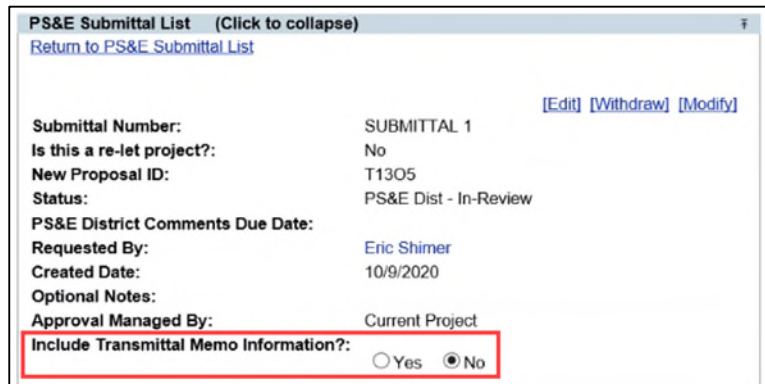 PS&E Submittal List (Click to collapse)
Return to PS&E Submittal List
[Edit] [Withdraw] [Modify]
Submittal Number: SUBMITTAL 1
Is this a re-let project?: No
New Proposal ID: T13O5
Status: PS&E Dist - In-Review
PS&E District Comments Due Date:
Requested By: Eric Shimer
Created Date: 10/9/2020
Optional Notes:
Approval Managed By: Current Project
Include Transmittal Memo Information?:
Yes No